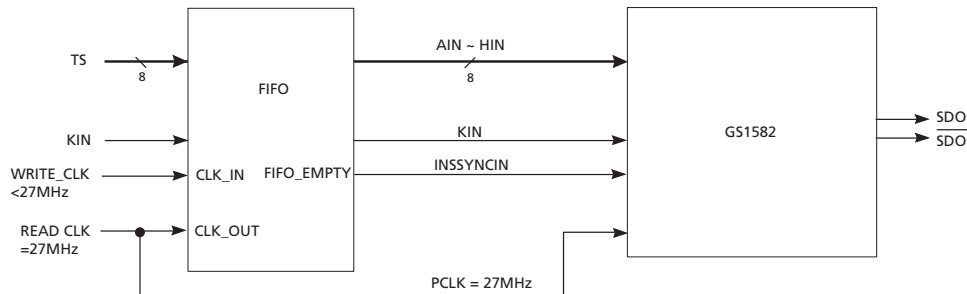 TS
8
KIN
WRITE_CLK
<27MHz
READ CLK
=27MHz
FIFO
FIFO_EMPTY
CLK_IN
CLK_OUT
AIN ~ HIN
8
KIN
INSSYNCIN
PCLK = 27MHz
GS1582
SDO
SDO